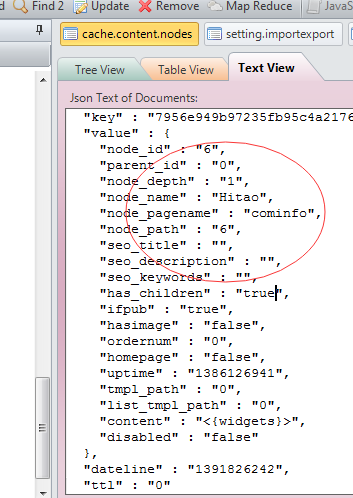 Find 2 Update Remove Map Reduce
cache.content.nodes setting.importexport
Tree View Table View Text View
Json Text of Documents:
"key" : "7956e949b97235fb95c4a2176
"value" : {
"node_id" : "6",
"parent_id" : "0",
"node_depth" : "1",
"node_name" : "Hitao",
"node_pagename" : "cominfo",
"node_path" : "6",
"seo_title" : "",
"seo_description" : "",
"seo_keywords" : "",
"has_children" : "true",
"ifpub" : "true",
"hasimage" : "false",
"ordernum" : "0",
"homepage" : "false",
"uptime" : "1386126941",
"tmpl_path" : "0",
"list_tmpl_path" : "0",
"content" : "<{widgets}>",
"disabled" : "false"
},
"dateline" : "1391826242",
"ttl" : "0"